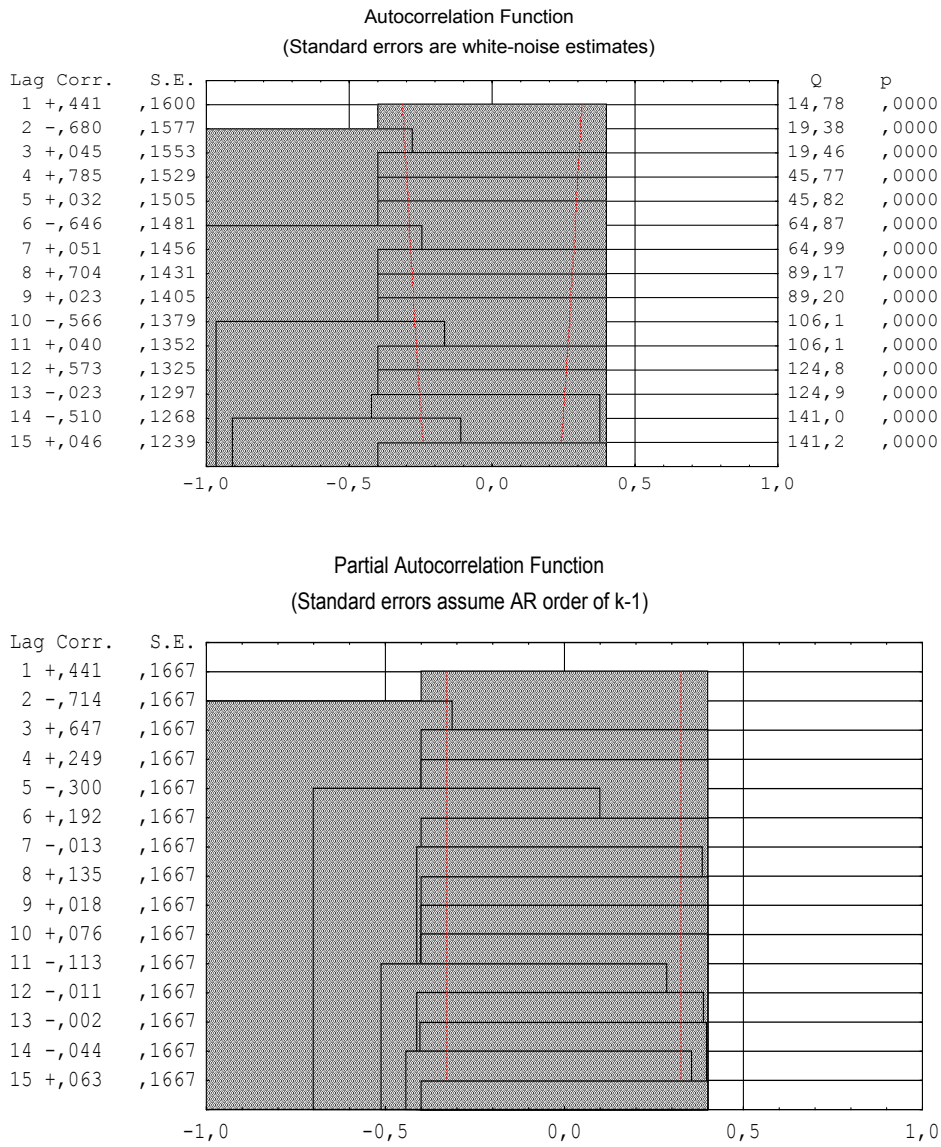 Autocorrelation Function
(Standard errors are white-noise estimates)
Lag Corr. S.E. Q p
1 +,441 ,1600 14,78 ,0000
2 -,680 ,1577 19,38 ,0000
3 +,045 ,1553 19,46 ,0000
4 +,785 ,1529 45,77 ,0000
5 +,032 ,1505 45,82 ,0000
6 -,646 ,1481 64,87 ,0000
7 +,051 ,1456 64,99 ,0000
8 +,704 ,1431 89,17 ,0000
9 +,023 ,1405 89,20 ,0000
10 -,566 ,1379 106,1 ,0000
11 +,040 ,1352 106,1 ,0000
12 +,573 ,1325 124,8 ,0000
13 -,023 ,1297 124,9 ,0000
14 -,510 ,1268 141,0 ,0000
15 +,046 ,1239 141,2 ,0000
-1,0 -0,5 0,0 0,5 1,0
Partial Autocorrelation Function
(Standard errors assume AR order of k-1)
Lag Corr. S.E.
1 +,441 ,1667
2 -,714 ,1667
3 +,647 ,1667
4 +,249 ,1667
5 -,300 ,1667
6 +,192 ,1667
7 -,013 ,1667
8 +,135 ,1667
9 +,018 ,1667
10 +,076 ,1667
11 -,113 ,1667
12 -,011 ,1667
13 -,002 ,1667
14 -,044 ,1667
15 +,063 ,1667
-1,0 -0,5 0,0 0,5 1,0